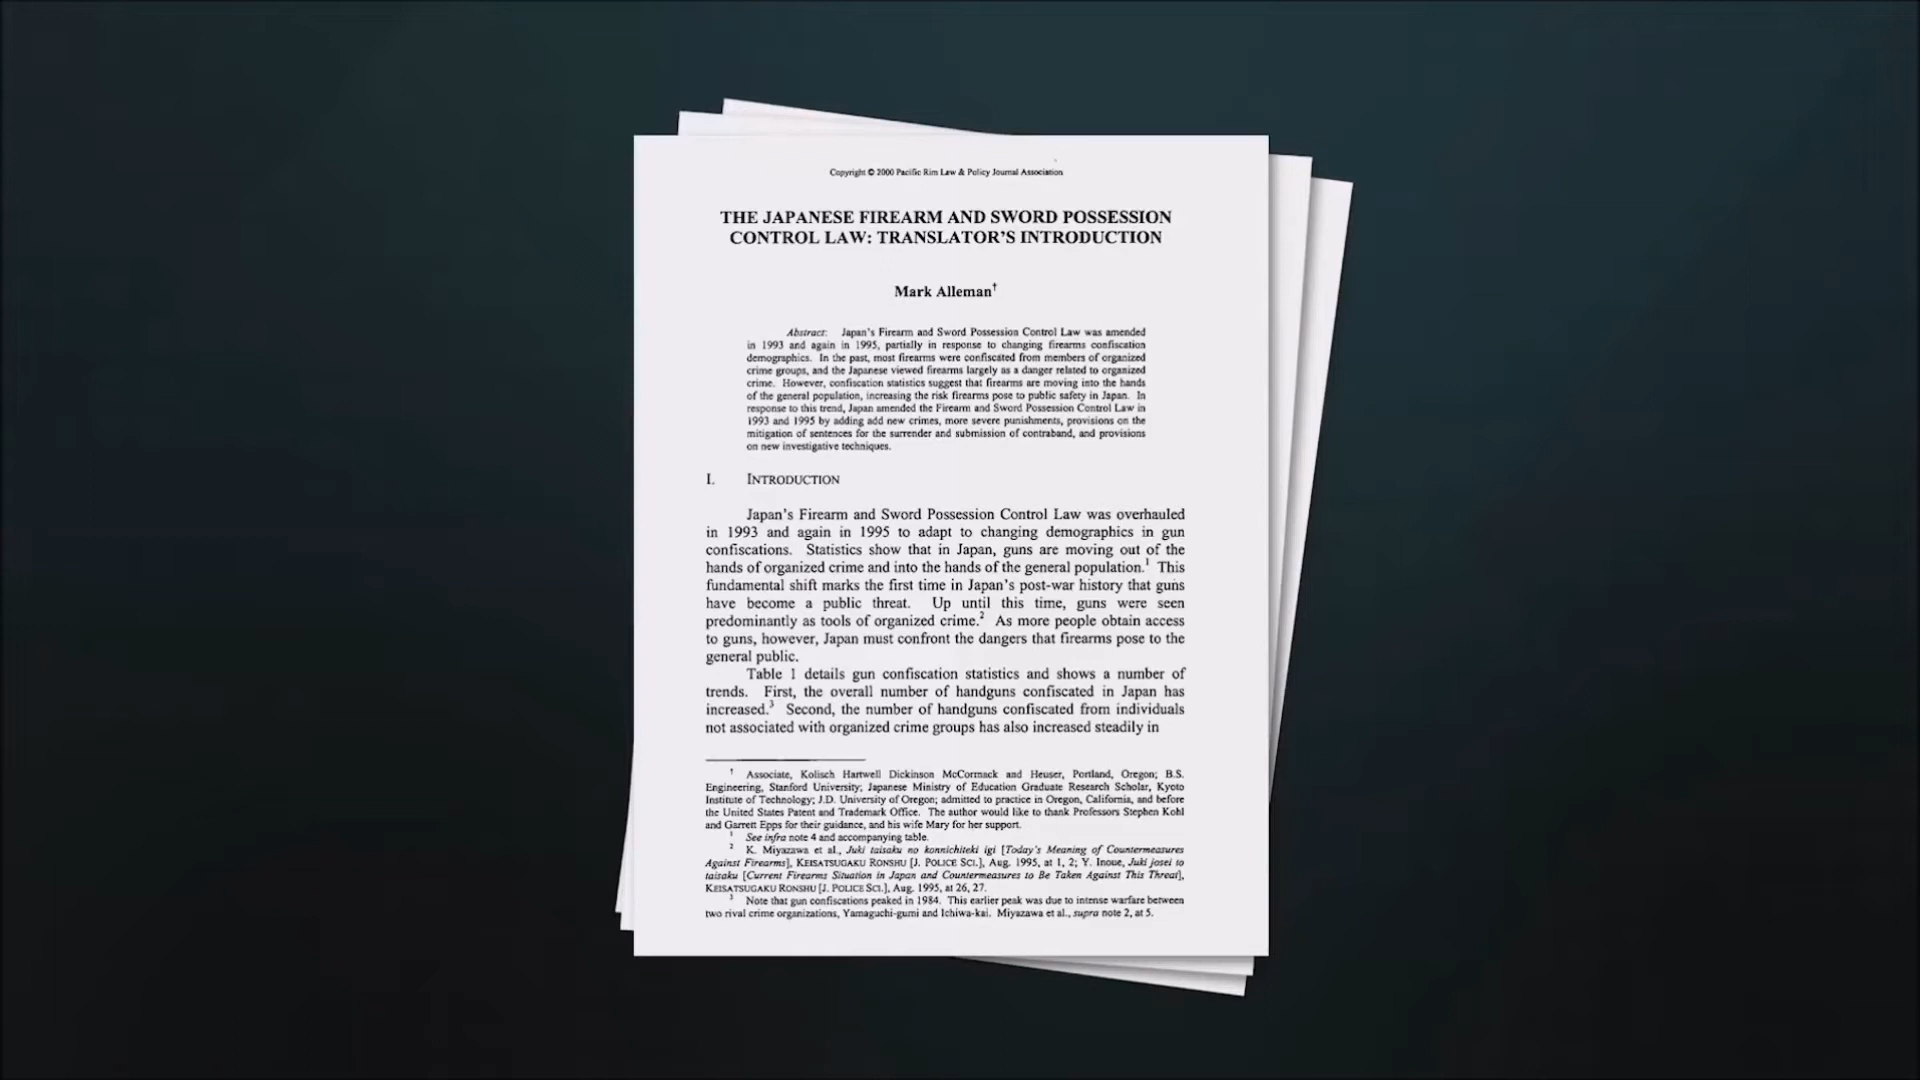 Copyright © 2000 Pacific Rim Law & Policy Journal Association
THE JAPANESE FIREARM AND SWORD POSSESSION
CONTROL LAW: TRANSLATOR'S INTRODUCTION
Mark Alleman†
Abstract: Japan's Firearm and Sword Possession Control Law was amended
in 1993 and again in 1995, partially in response to changing firearms confiscation
demographics. In the past, most firearms were confiscated from members of organized
crime groups, and the Japanese viewed firearms largely as a danger related to organized
crime. However, confiscation statistics suggest that firearms are moving into the hands
of the general population, increasing the risk firearms pose to public safety in Japan. In
response to this trend, Japan amended the Firearm and Sword Possession Control Law in
1993 and 1995 by adding add new crimes, more severe punishments, provisions on the
mitigation of sentences for the surrender and submission of contraband, and provisions
on new investigative techniques.
I. INTRODUCTION
Japan's Firearm and Sword Possession Control Law was overhauled
in 1993 and again in 1995 to adapt to changing demographics in gun
confiscations. Statistics show that in Japan, guns are moving out of the
hands of organized crime and into the hands of the general population.1 This
fundamental shift marks the first time in Japan's post-war history that guns
have become a public threat. Up until this time, guns were seen
predominantly as tools of organized crime.2 As more people obtain access
to guns, however, Japan must confront the dangers that firearms pose to the
general public.
Table 1 details gun confiscation statistics and shows a number of
trends. First, the overall number of handguns confiscated in Japan has
increased.3 Second, the number of handguns confiscated from individuals
not associated with organized crime groups has also increased steadily in
† Associate, Kolisch Hartwell Dickinson McCormack and Heuser, Portland, Oregon; B.S.
Engineering, Stanford University; Japanese Ministry of Education Graduate Research Scholar, Kyoto
Institute of Technology; J.D. University of Oregon; admitted to practice in Oregon, California, and before
the United States Patent and Trademark Office. The author would like to thank Professors Stephen Kohl
and Garrett Epps for their guidance, and his wife Mary for her support.
1 See infra note 4 and accompanying table.
2 K. Miyazawa et al., Juki taisaku no konnichiteki igi [Today's Meaning of Countermeasures
Against Firearms], KEISATSUGAKU RONSHU [J. POLICE SCI.], Aug. 1995, at 1, 2; Y. Inoue, Juki josei to
taisaku [Current Firearms Situation in Japan and Countermeasures to Be Taken Against This Threat],
KEISATSUGAKU RONSHU [J. POLICE SCI.], Aug. 1995, at 26, 27.
3 Note that gun confiscations peaked in 1984. This earlier peak was due to intense warfare between
two rival crime organizations, Yamaguchi-gumi and Ichiwa-kai. Miyazawa et al., supra note 2, at 5.